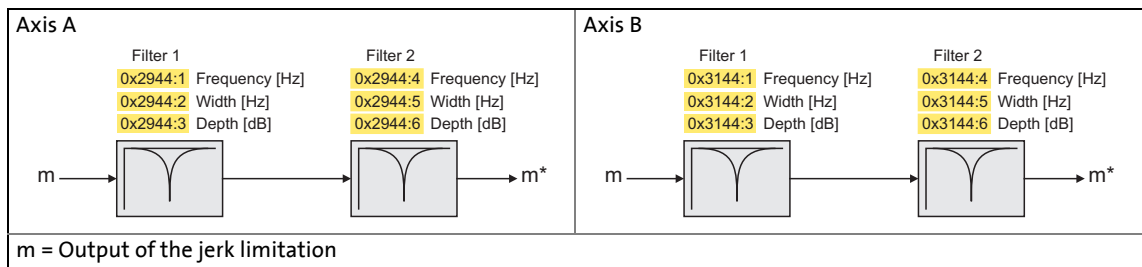 Axis A
Filter 1
0x2944:1 Frequency [Hz]
0x2944:2 Width [Hz]
0x2944:3 Depth [dB]
Filter 2
0x2944:4 Frequency [Hz]
0x2944:5 Width [Hz]
0x2944:6 Depth [dB]
m
m*
Axis B
Filter 1
0x3144:1 Frequency [Hz]
0x3144:2 Width [Hz]
0x3144:3 Depth [dB]
Filter 2
0x3144:4 Frequency [Hz]
0x3144:5 Width [Hz]
0x3144:6 Depth [dB]
m
m*
m = Output of the jerk limitation